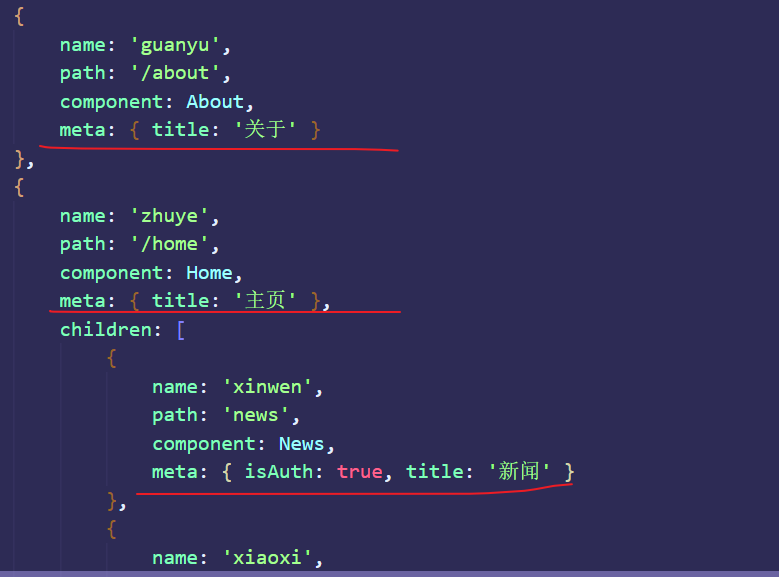 {
name: 'guanyu',
path: '/about',
component: About,
meta: { title: '关于' }
},
{
name: 'zhuye',
path: '/home',
component: Home,
meta: { title: '主页' },
children: [
{
name: 'xinwen',
path: 'news',
component: News,
meta: { isAuth: true, title: '新闻' }
},
{
name: 'xiaoxi',